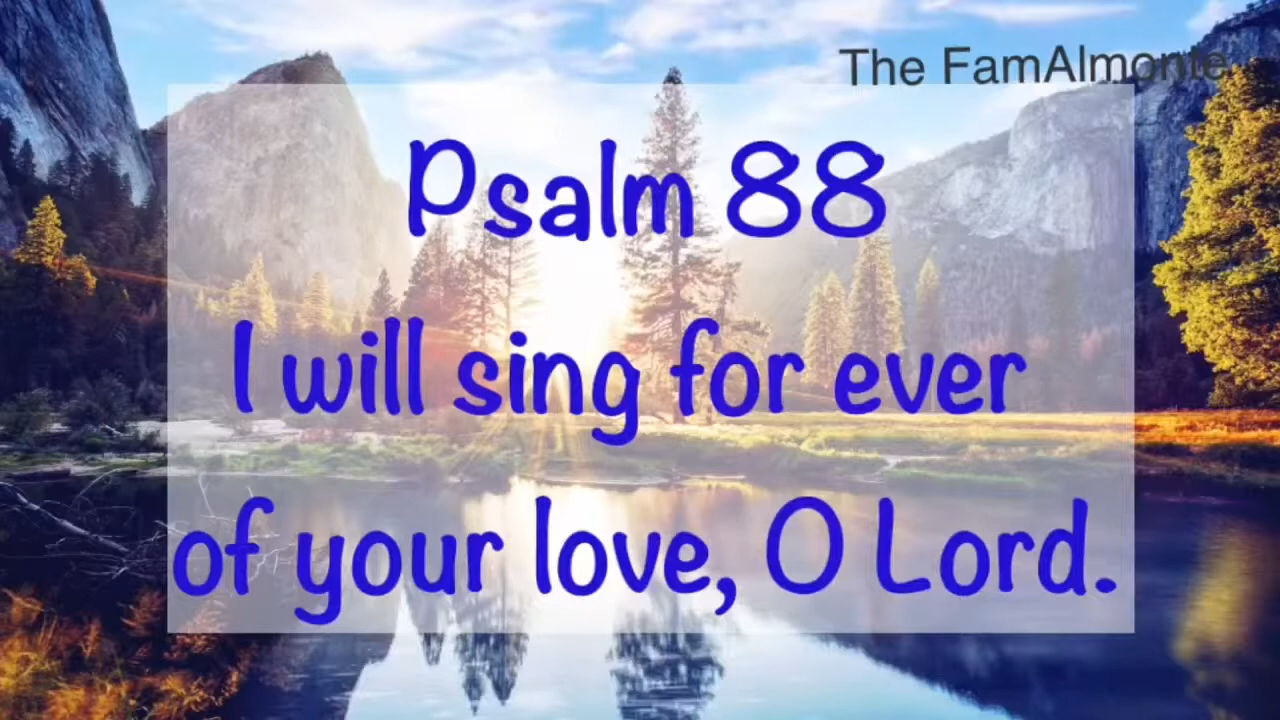 The FamAlmonte
Psalm 88
I will sing for ever
of your love, O Lord.